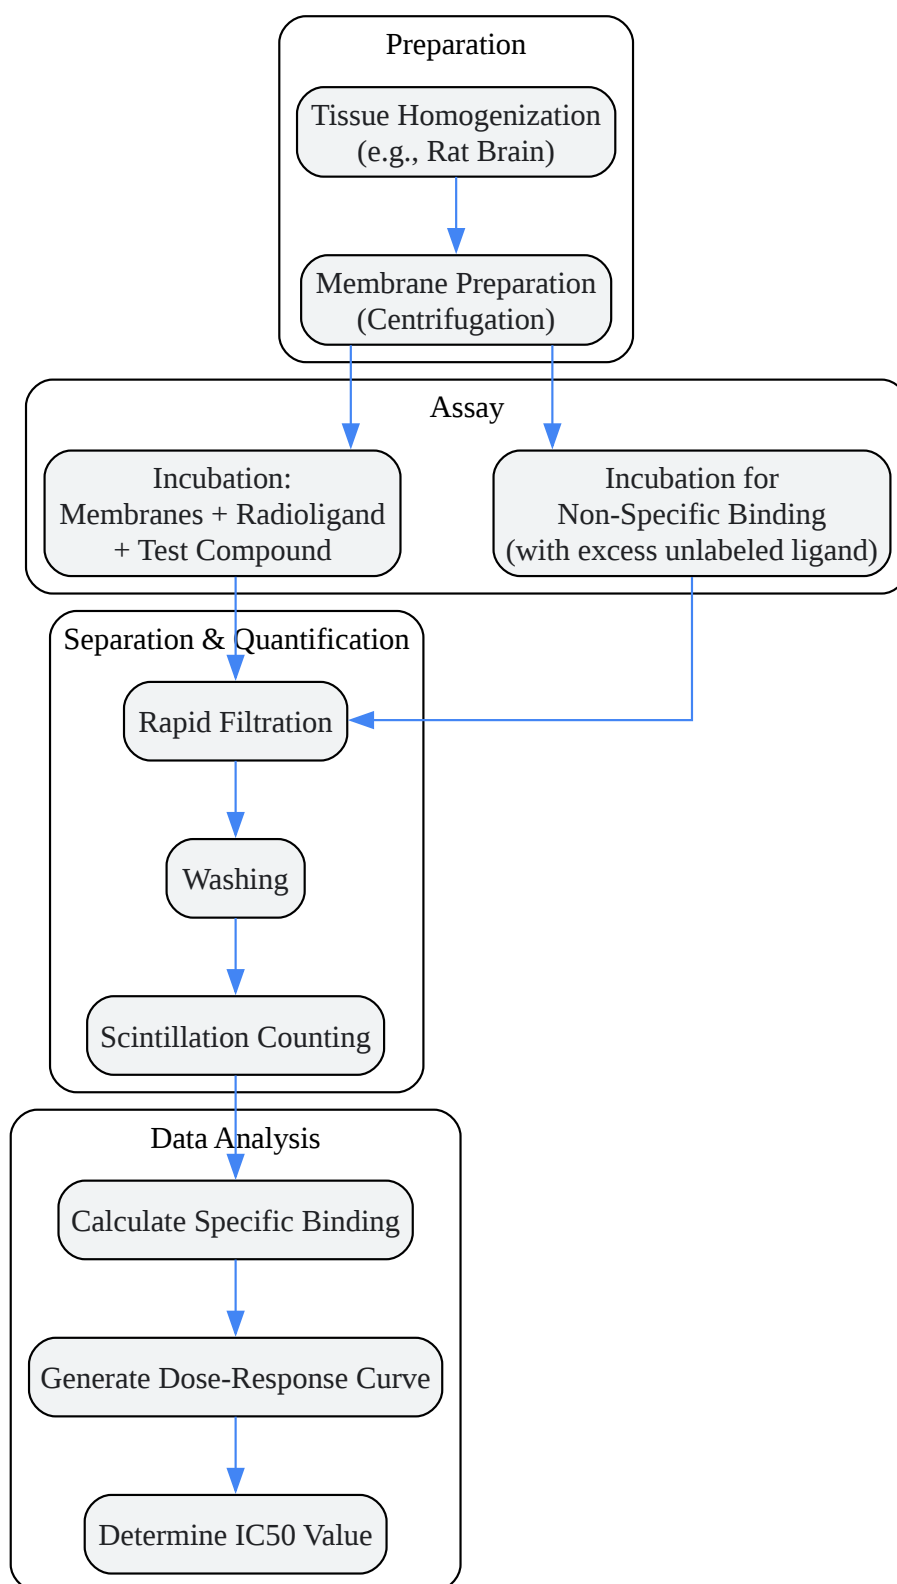 Preparation
Tissue Homogenization
(e.g., Rat Brain)
Membrane Preparation
(Centrifugation)
Assay
Incubation:
Membranes + Radioligand
+ Test Compound
Incubation for
Non-Specific Binding
(with excess unlabeled ligand)
Separation & Quantification
Rapid Filtration
Washing
Scintillation Counting
Data Analysis
Calculate Specific Binding
Generate Dose-Response Curve
Determine IC50 Value